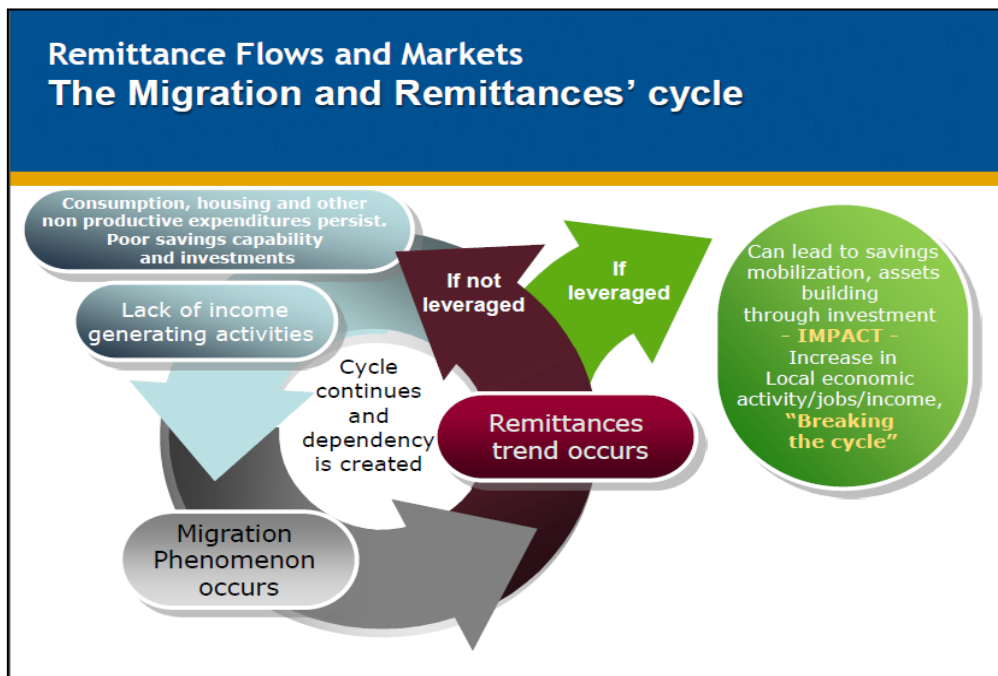 Remittance Flows and Markets
The Migration and Remittances’ cycle
Consumption, housing and other
non productive expenditures persist.
Poor savings capability
and investments
Lack of income
generating activities
If not
leveraged
If
leveraged
Can lead to savings
mobilization, assets
building
through investment
- IMPACT -
Increase in
Local economic
activity/jobs/income,
“Breaking
the cycle”
Cycle
continues
and
dependency
is created
Remittances
trend occurs
Migration
Phenomenon
occurs